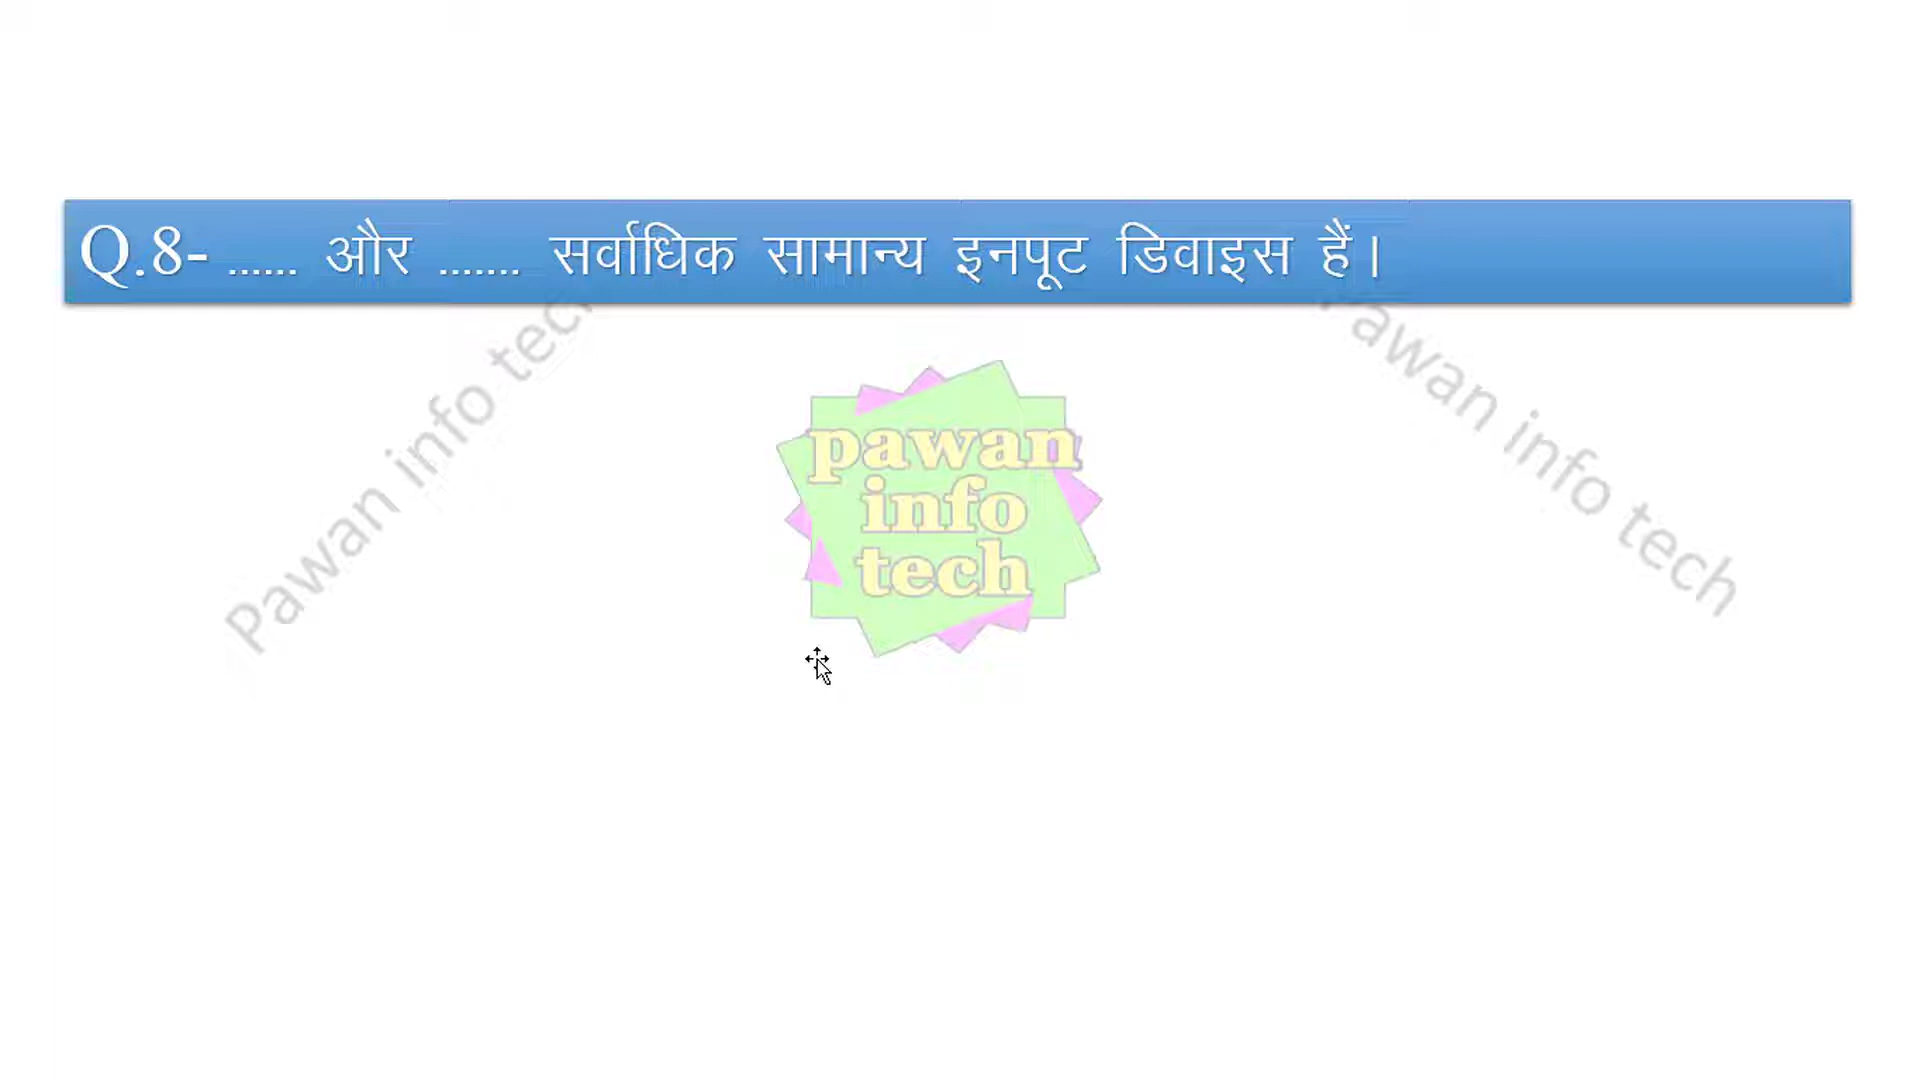 Q.8- ...... और ....... सर्वाधिक सामान्य इनपूट डिवाइस हैं।
Pawan info tech
Pawan info tech
pawan
info
tech